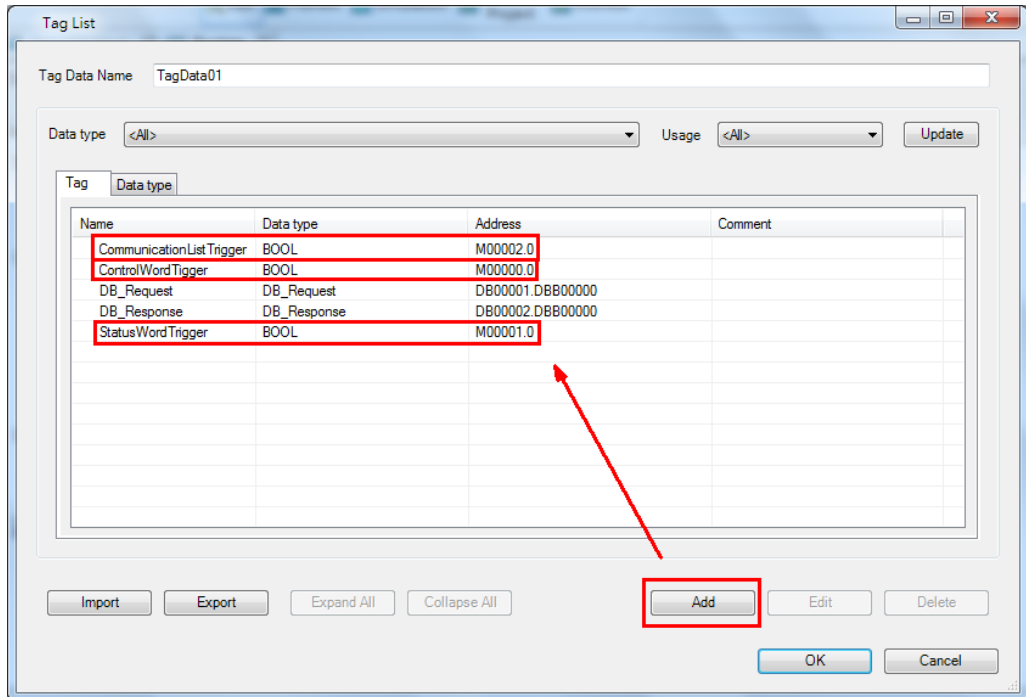 Project
Tag List
Tag Data Name TagData01
Data type <All> Usage <All> Update
Tag Data type
Name Data type Address Comment
CommunicationListTrigger BOOL M00002.0
ControlWordTigger BOOL M00000.0
DB_Request DB_Request DB00001.DBB00000
DB_Response DB_Response DB00002.DBB00000
StatusWordTrigger BOOL M00001.0
Import Export Expand All Collapse All Add Edit Delete
OK Cancel